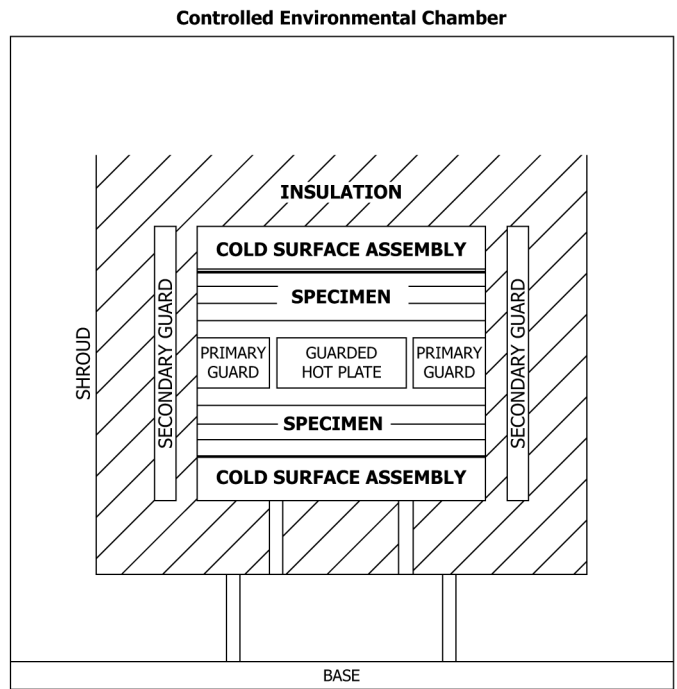 Controlled Environmental Chamber
INSULATION
COLD SURFACE ASSEMBLY
SPECIMEN
SHROUD
SECONDARY GUARD
PRIMARY
GUARD
GUARDED
HOT PLATE
PRIMARY
GUARD
SECONDARY GUARD
SPECIMEN
COLD SURFACE ASSEMBLY
BASE